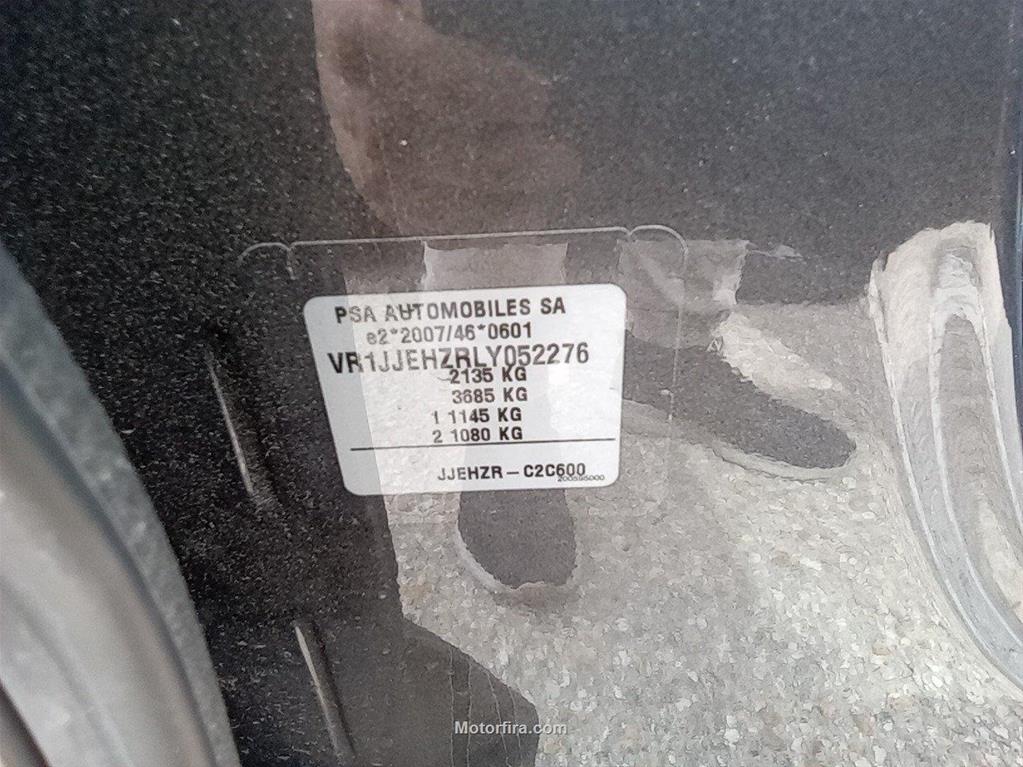 PSA AUTOMOBILES SA
e2*2007/46*0601
VR1JJEHZRLY052276
2135 KG
3685 KG
1 1145 KG
2 1080 KG
JJEHZR – C2C600
Motorfira.com